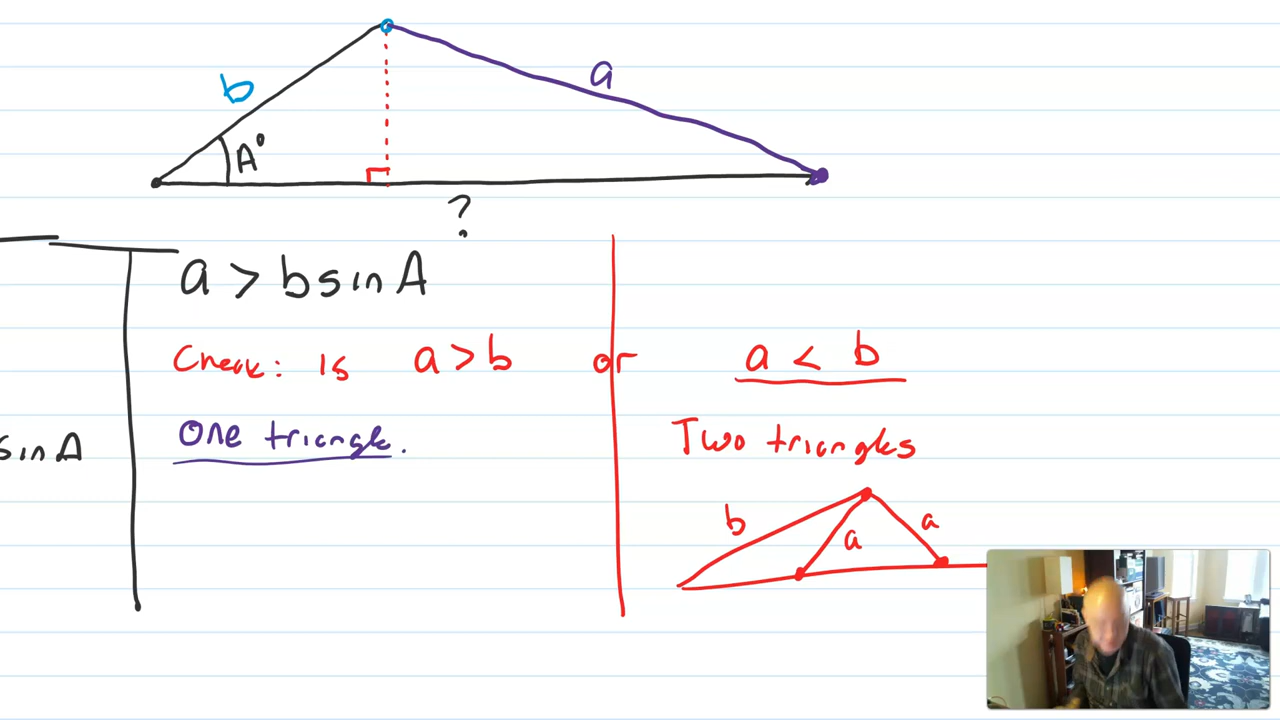 b
a
A°
?
a > b sin A
Check: is a > b or a < b
One triangle.
Two triangles
sin A
b
a
a